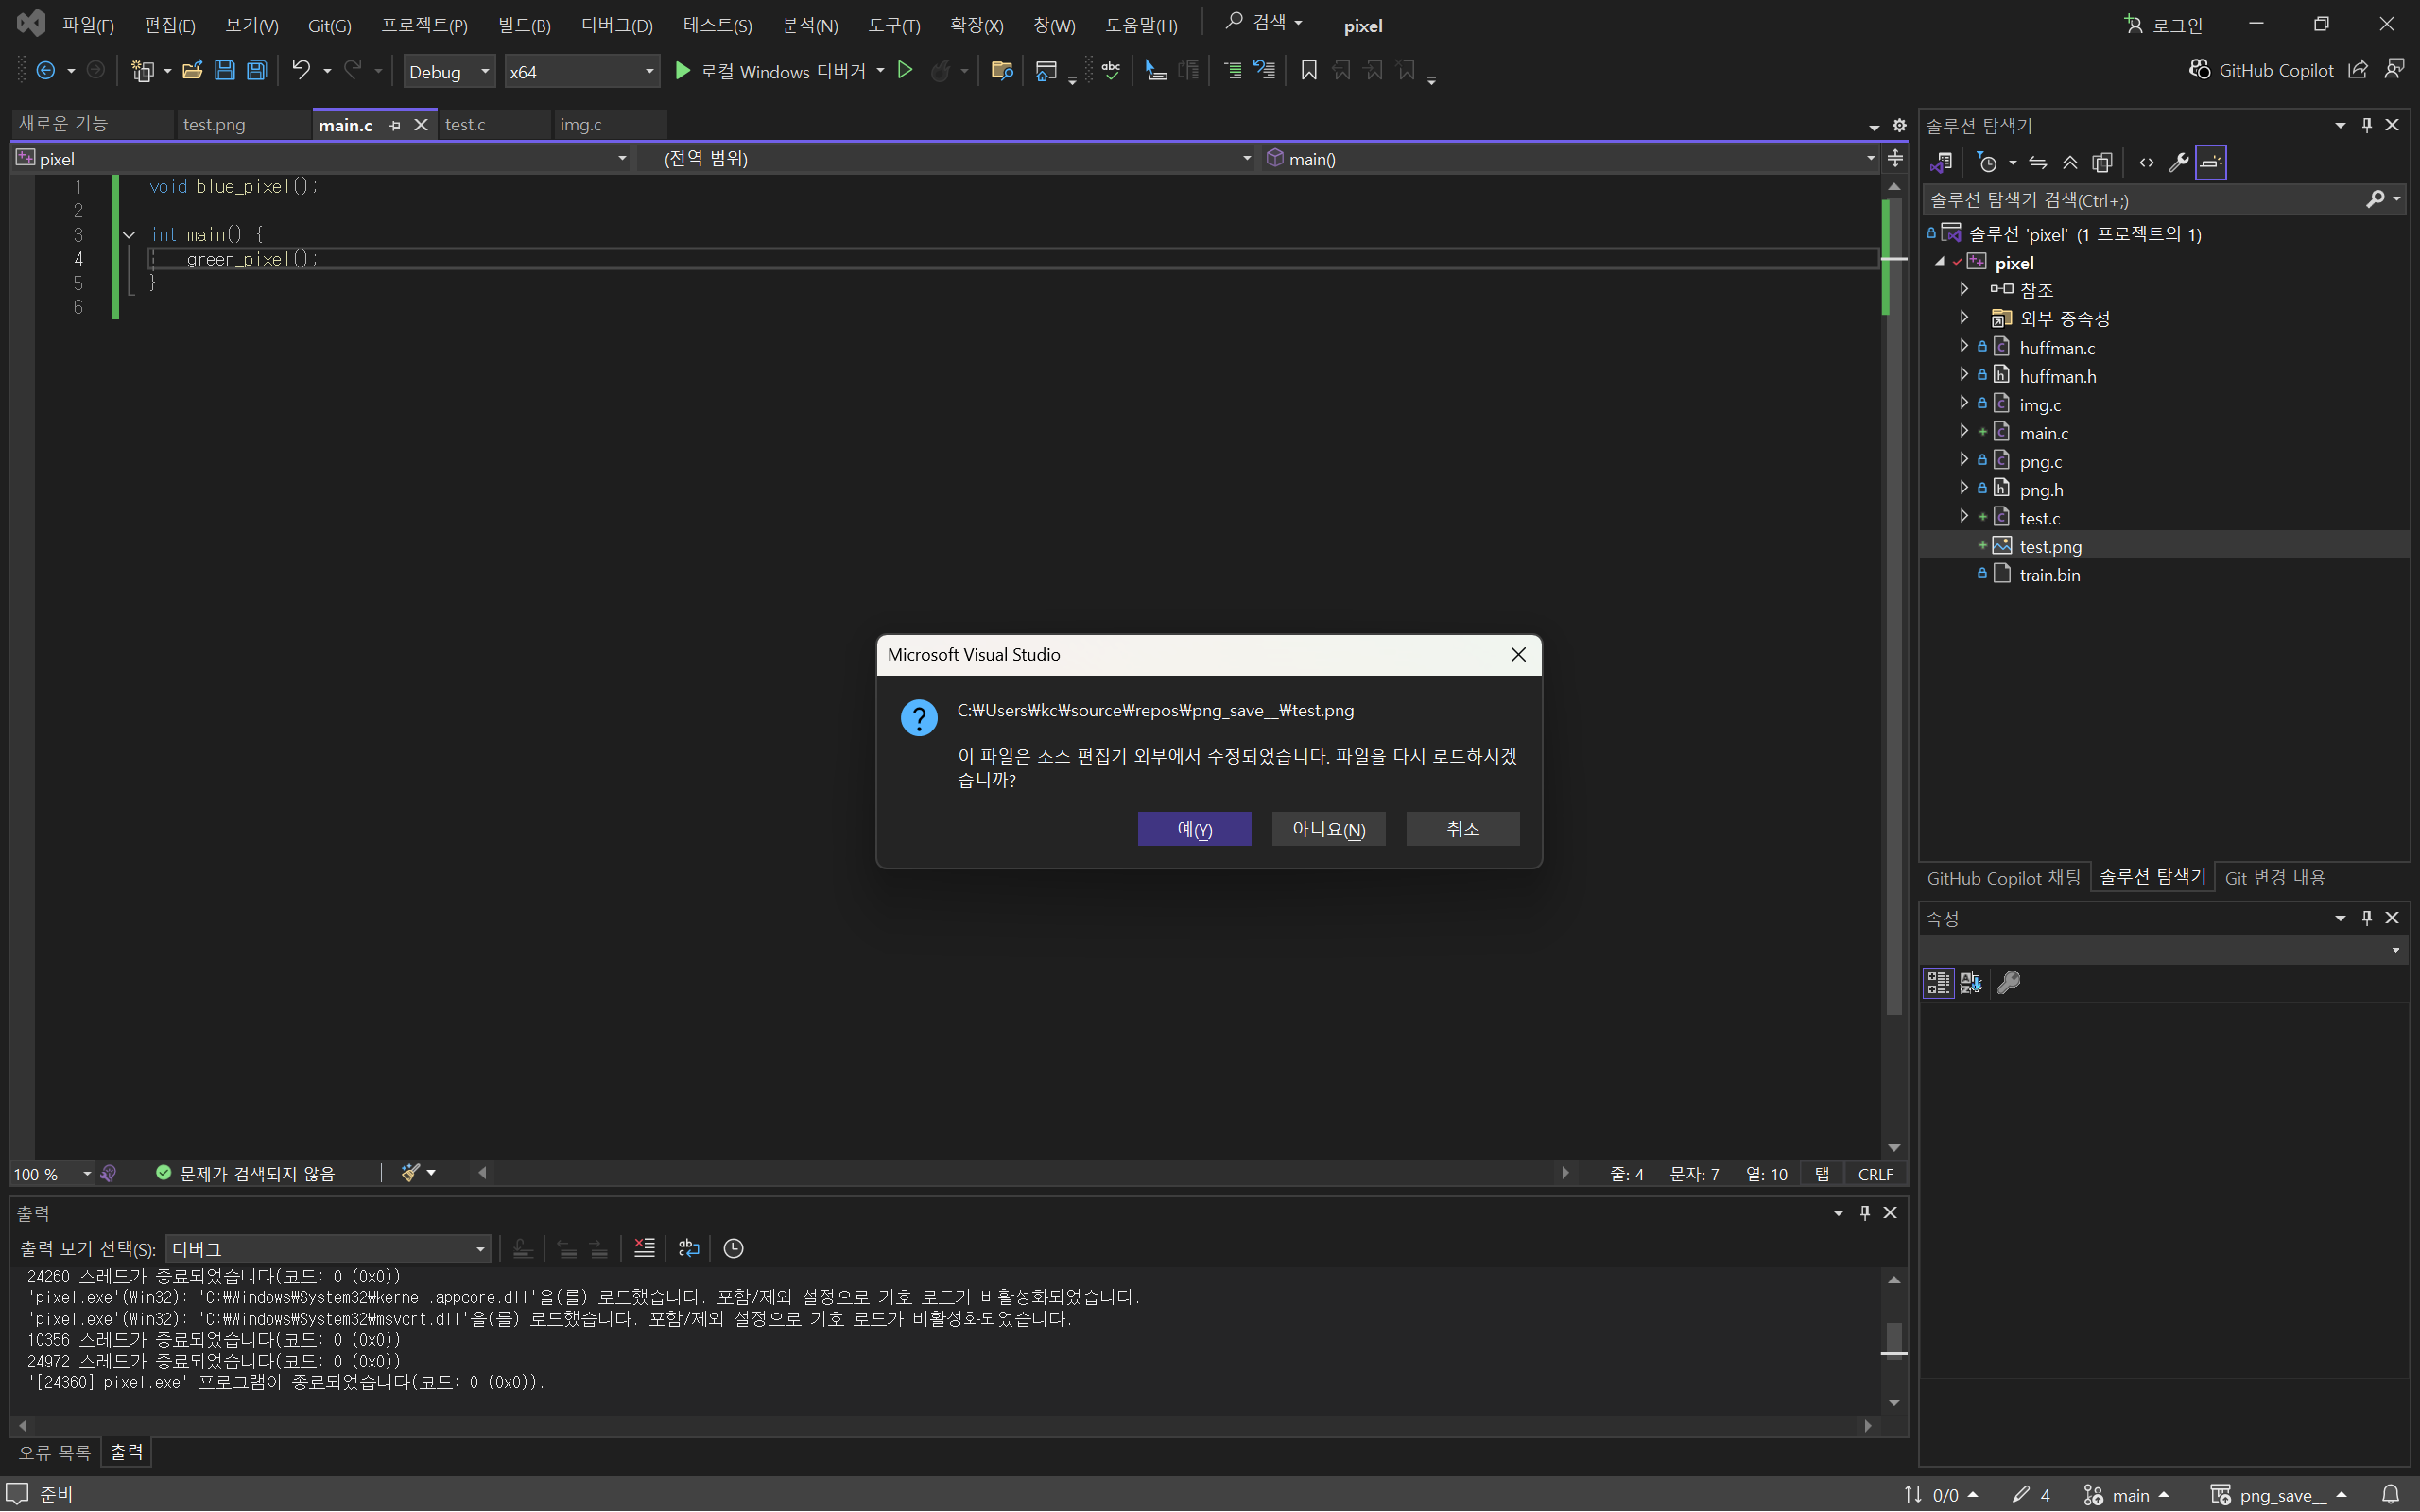 파일(F) 편집(E) 보기(V) Git(G) 프로젝트(P) 빌드(B) 디버그(D) 테스트(S) 분석(N) 도구(T) 확장(X) 창(W) 도움말(H) 검색 pixel 로그인
Debug x64 로컬 Windows 디버거 GitHub Copilot
새로운 기능 test.png main.c test.c img.c
pixel (전역 범위) main()
1 void blue_pixel();
2
3 int main() {
4 green_pixel();
5 }
6
솔루션 탐색기
솔루션 탐색기 검색(Ctrl+;)
솔루션 'pixel' (1 프로젝트의 1)
pixel
참조
외부 종속성
huffman.c
huffman.h
img.c
main.c
png.c
png.h
test.c
test.png
train.bin
Microsoft Visual Studio
C:₩Users₩kc₩source₩repos₩png_save__₩test.png
이 파일은 소스 편집기 외부에서 수정되었습니다. 파일을 다시 로드하시겠
습니까?
예(Y) 아니요(N) 취소
GitHub Copilot 채팅 솔루션 탐색기 Git 변경 내용
속성
100 % 문제가 검색되지 않음 줄: 4 문자: 7 열: 10 탭 CRLF
출력
출력 보기 선택(S): 디버그
24260 스레드가 종료되었습니다(코드: 0 (0x0)).
'pixel.exe'(Win32): 'C:₩Windows₩System32₩kernel.appcore.dll'을(를) 로드했습니다. 포함/제외 설정으로 기호 로드가 비활성화되었습니다.
'pixel.exe'(Win32): 'C:₩Windows₩System32₩msvcrt.dll'을(를) 로드했습니다. 포함/제외 설정으로 기호 로드가 비활성화되었습니다.
10356 스레드가 종료되었습니다(코드: 0 (0x0)).
24972 스레드가 종료되었습니다(코드: 0 (0x0)).
'[24360] pixel.exe' 프로그램이 종료되었습니다(코드: 0 (0x0)).
오류 목록 출력
준비 0/0 4 main png_save__